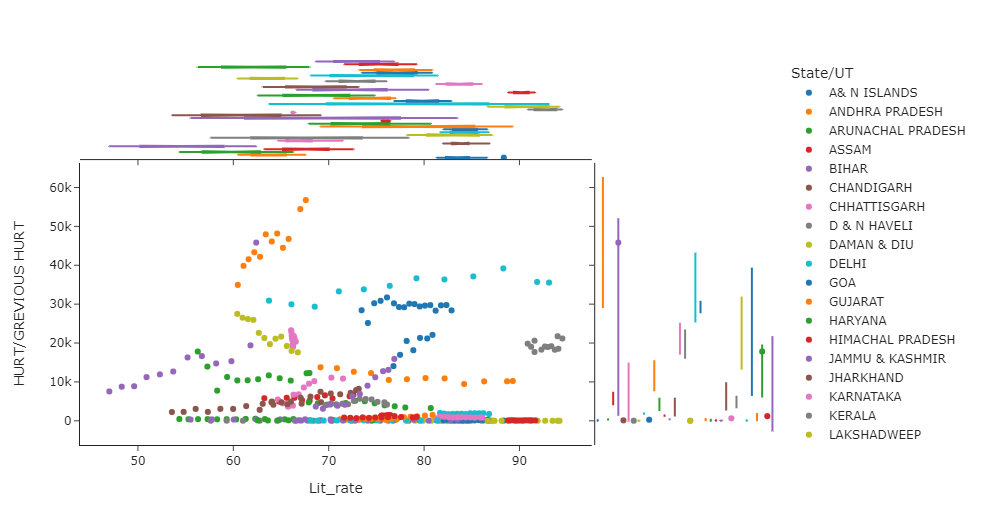 State/UT
A& N ISLANDS
ANDHRA PRADESH
ARUNACHAL PRADESH
ASSAM
BIHAR
CHANDIGARH
CHHATTISGARH
D & N HAVELI
DAMAN & DIU
DELHI
GOA
GUJARAT
HARYANA
HIMACHAL PRADESH
JAMMU & KASHMIR
JHARKHAND
KARNATAKA
KERALA
LAKSHADWEEP
HURT/GREVIOUS HURT
60k
50k
40k
30k
20k
10k
0
50 60 70 80 90
Lit_rate